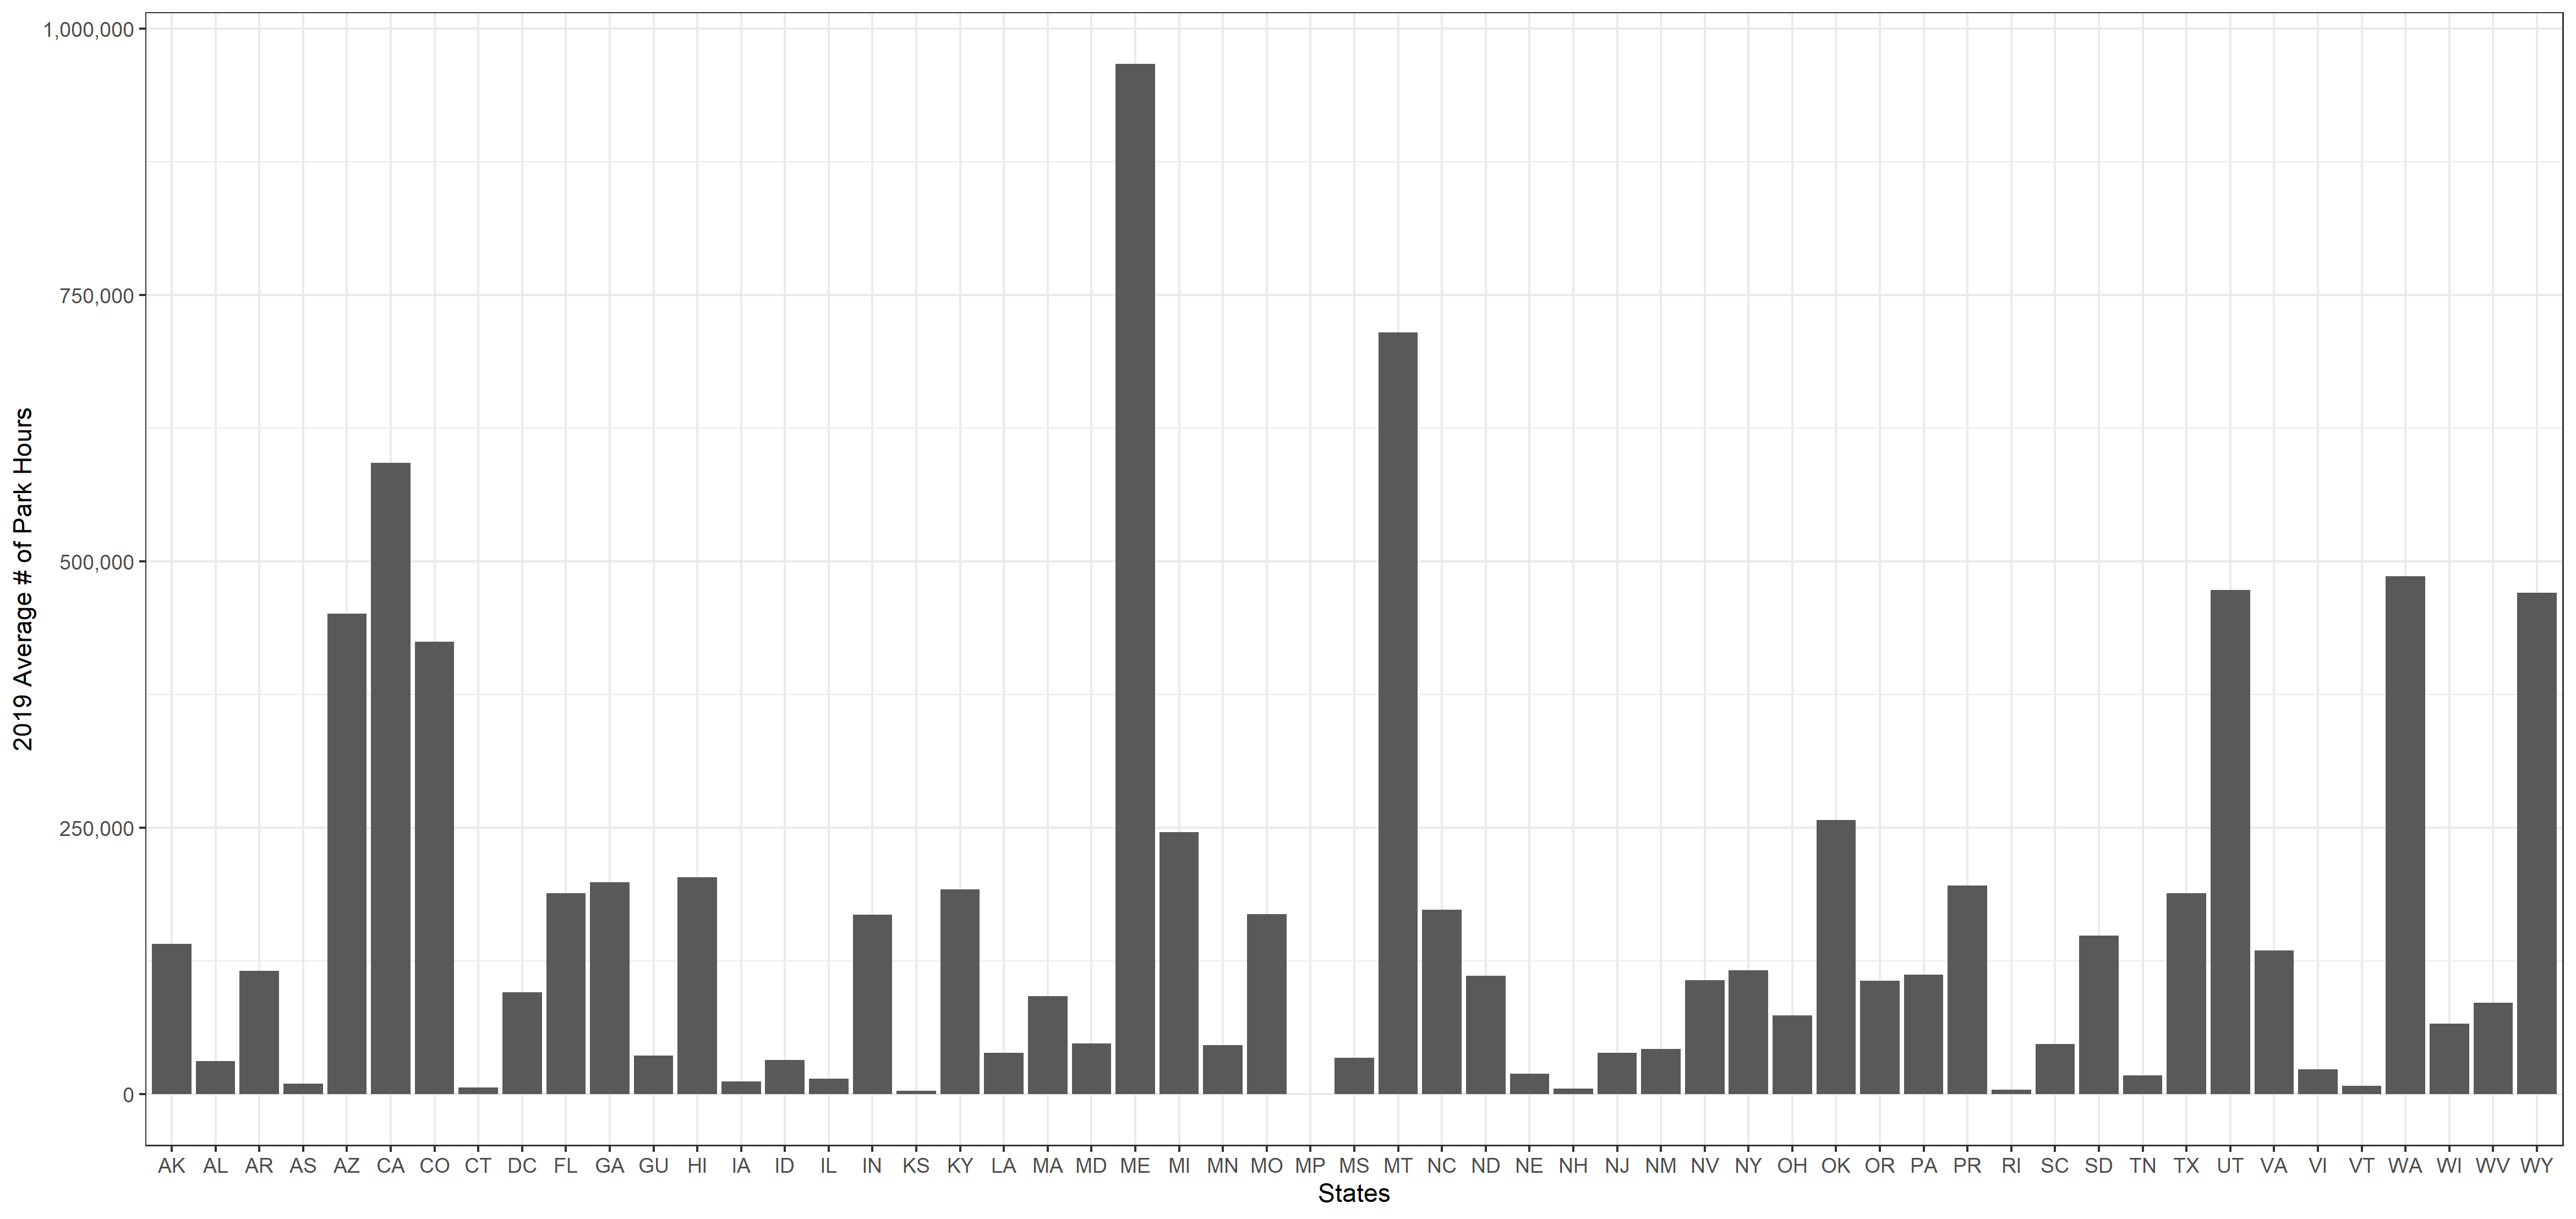 2019 Average # of Park Hours
1,000,000
750,000
500,000
250,000
0
AK AL AR AS AZ CA CO CT DC FL GA GU HI IA ID IL IN KS KY LA MA MD ME MI MN MO MP MS MT NC ND NE NH NJ NM NV NY OH OK OR PA PR RI SC SD TN TX UT VA VI VT WA WI WV WY
States